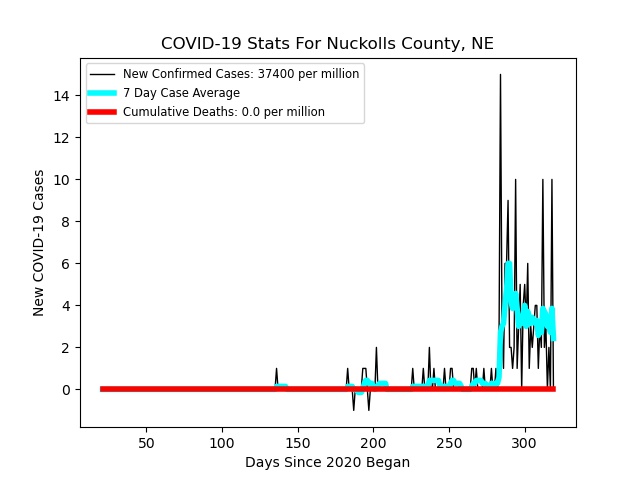 COVID-19 Stats For Nuckolls County, NE
New Confirmed Cases: 37400 per million
7 Day Case Average
Cumulative Deaths: 0.0 per million
New COVID-19 Cases
14
12
10
8
6
4
2
0
50 100 150 200 250 300
Days Since 2020 Began